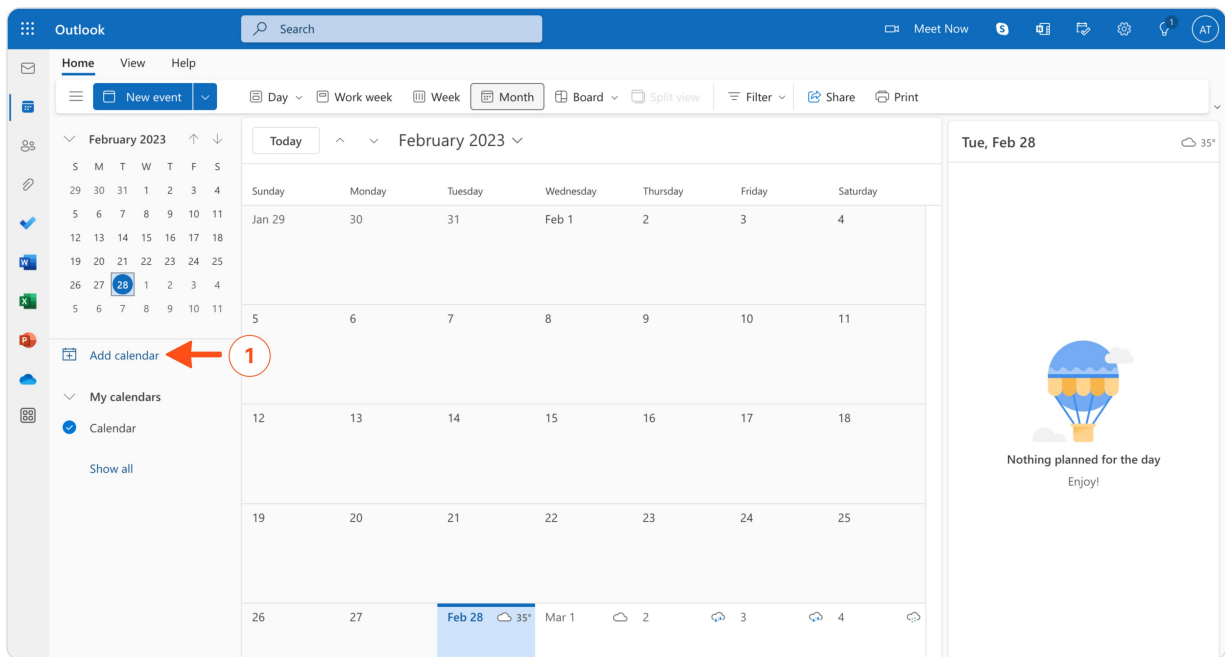 Outlook
Search
Meet Now
1
AT
Home View Help
New event
Day
Work week
Week
Month
Board
Split view
Filter
Share
Print
February 2023
S M T W T F S
29 30 31 1 2 3 4
5 6 7 8 9 10 11
12 13 14 15 16 17 18
19 20 21 22 23 24 25
26 27 28 1 2 3 4
5 6 7 8 9 10 11
Add calendar
1
My calendars
Calendar
Show all
Today
February 2023
Sunday Monday Tuesday Wednesday Thursday Friday Saturday
Jan 29 30 31 Feb 1 2 3 4
5 6 7 8 9 10 11
12 13 14 15 16 17 18
19 20 21 22 23 24 25
26 27 Feb 28 35° Mar 1 2 3 4
Tue, Feb 28
35°
Nothing planned for the day
Enjoy!